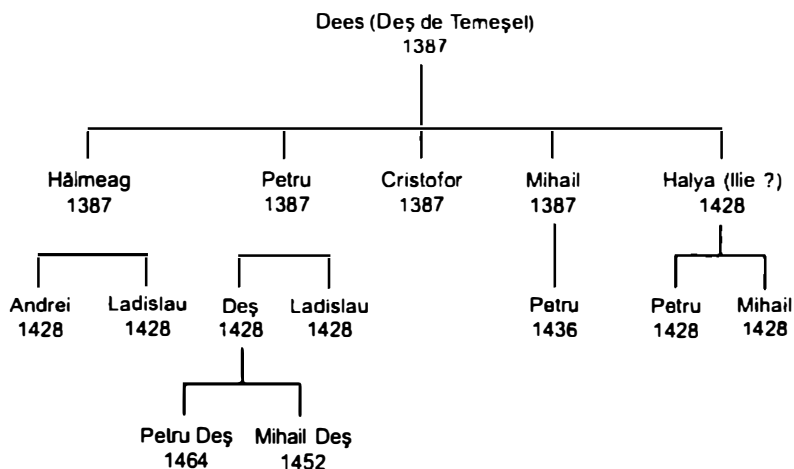 Dees (Deş de Temeşel)
1387
Hălmeag Petru Cristofor Mihail Halya (Ilie ?)
1387 1387 1387 1387 1428
Andrei Ladislau Deş Ladislau Petru Petru Mihail
1428 1428 1428 1428 1436 1428 1428
Petru Deş Mihail Deş
1464 1452